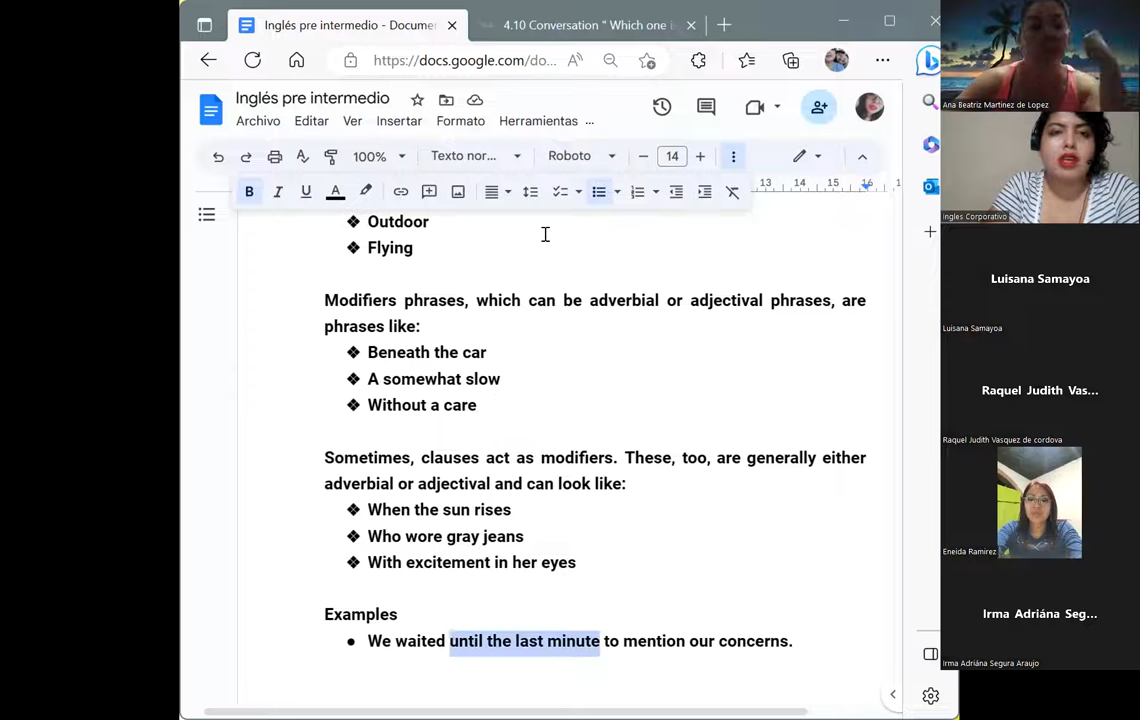 Inglés pre intermedio - Documen
4.10 Conversation " Which one i
https://docs.google.com/do...
Inglés pre intermedio
Archivo Editar Ver Insertar Formato Herramientas ...
100% Texto nor... Roboto 14
B I U A
13 14 15 16 1
❖ Outdoor
❖ Flying
Modifiers phrases, which can be adverbial or adjectival phrases, are
phrases like:
❖ Beneath the car
❖ A somewhat slow
❖ Without a care
Sometimes, clauses act as modifiers. These, too, are generally either
adverbial or adjectival and can look like:
❖ When the sun rises
❖ Who wore gray jeans
❖ With excitement in her eyes
Examples
● We waited until the last minute to mention our concerns.
Ana Beatriz Martinez de Lopez
Ingles Corporativo
Luisana Samayoa
Luisana Samayoa
Raquel Judith Vas...
Raquel Judith Vasquez de cordova
Eneida Ramirez
Irma Adriána Seg...
Irma Adriána Segura Araujo